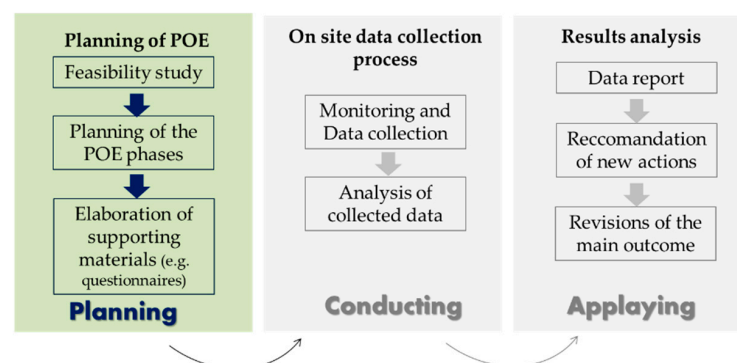 Planning of POE
Feasibility study
Planning of the
POE phases
Elaboration of
supporting
materials (e.g.
questionnaires)
Planning
On site data collection
process
Monitoring and
Data collection
Analysis of
collected data
Conducting
Results analysis
Data report
Reccomandation
of new actions
Revisions of the
main outcome
Applaying